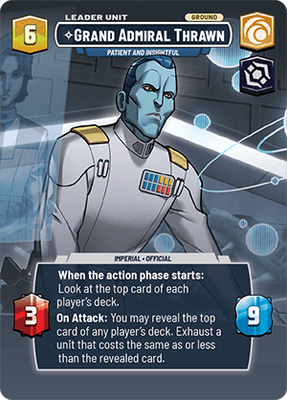 LEADER UNIT
GROUND
6
GRAND ADMIRAL THRAWN
PATIENT AND INSIGHTFUL
IMPERIAL • OFFICIAL
When the action phase starts:
Look at the top card of each
player's deck.
On Attack: You may reveal the top
card of any player's deck. Exhaust a
unit that costs the same as or less
than the revealed card.
3
9